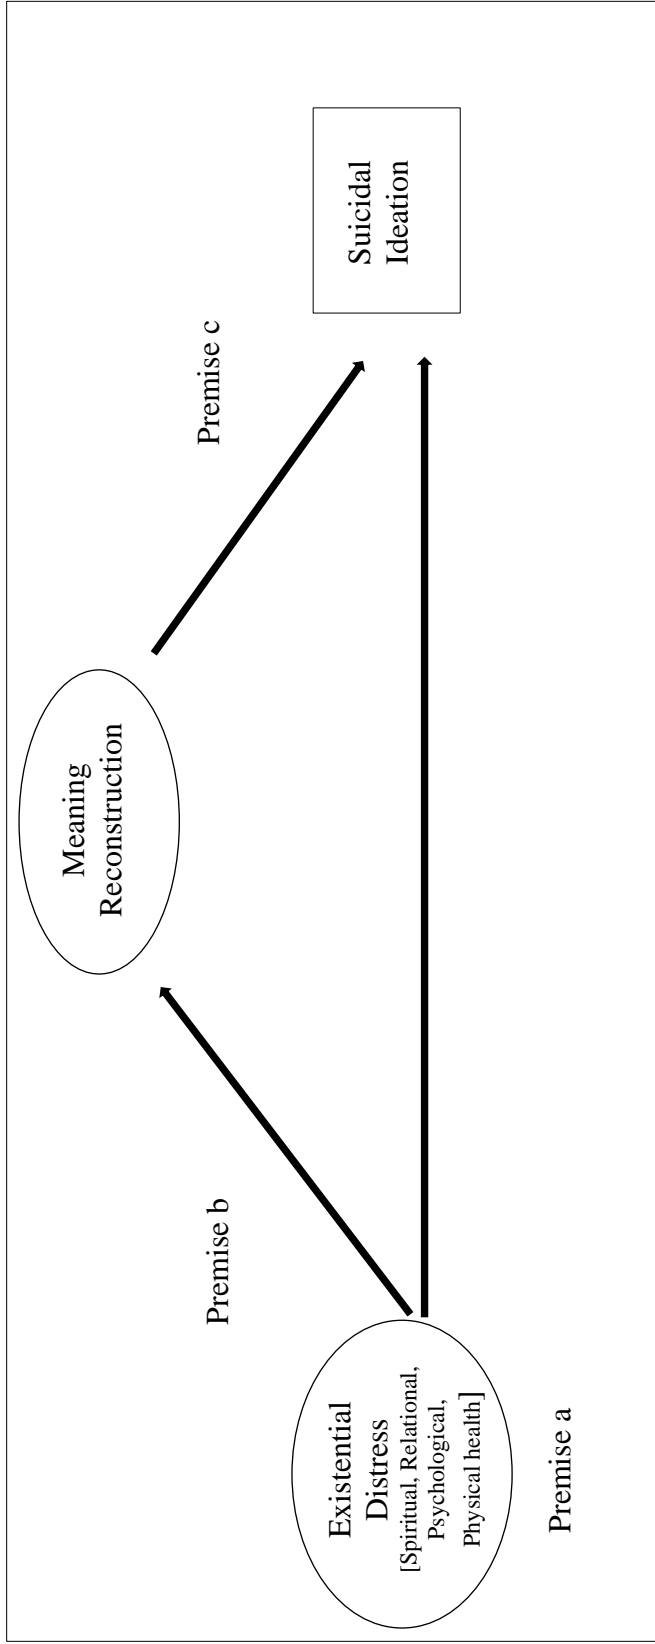 Meaning
Reconstruction
Premise b
Premise c
Existential
Distress
[Spiritual, Relational,
Psychological,
Physical health]
Suicidal
Ideation
Premise a